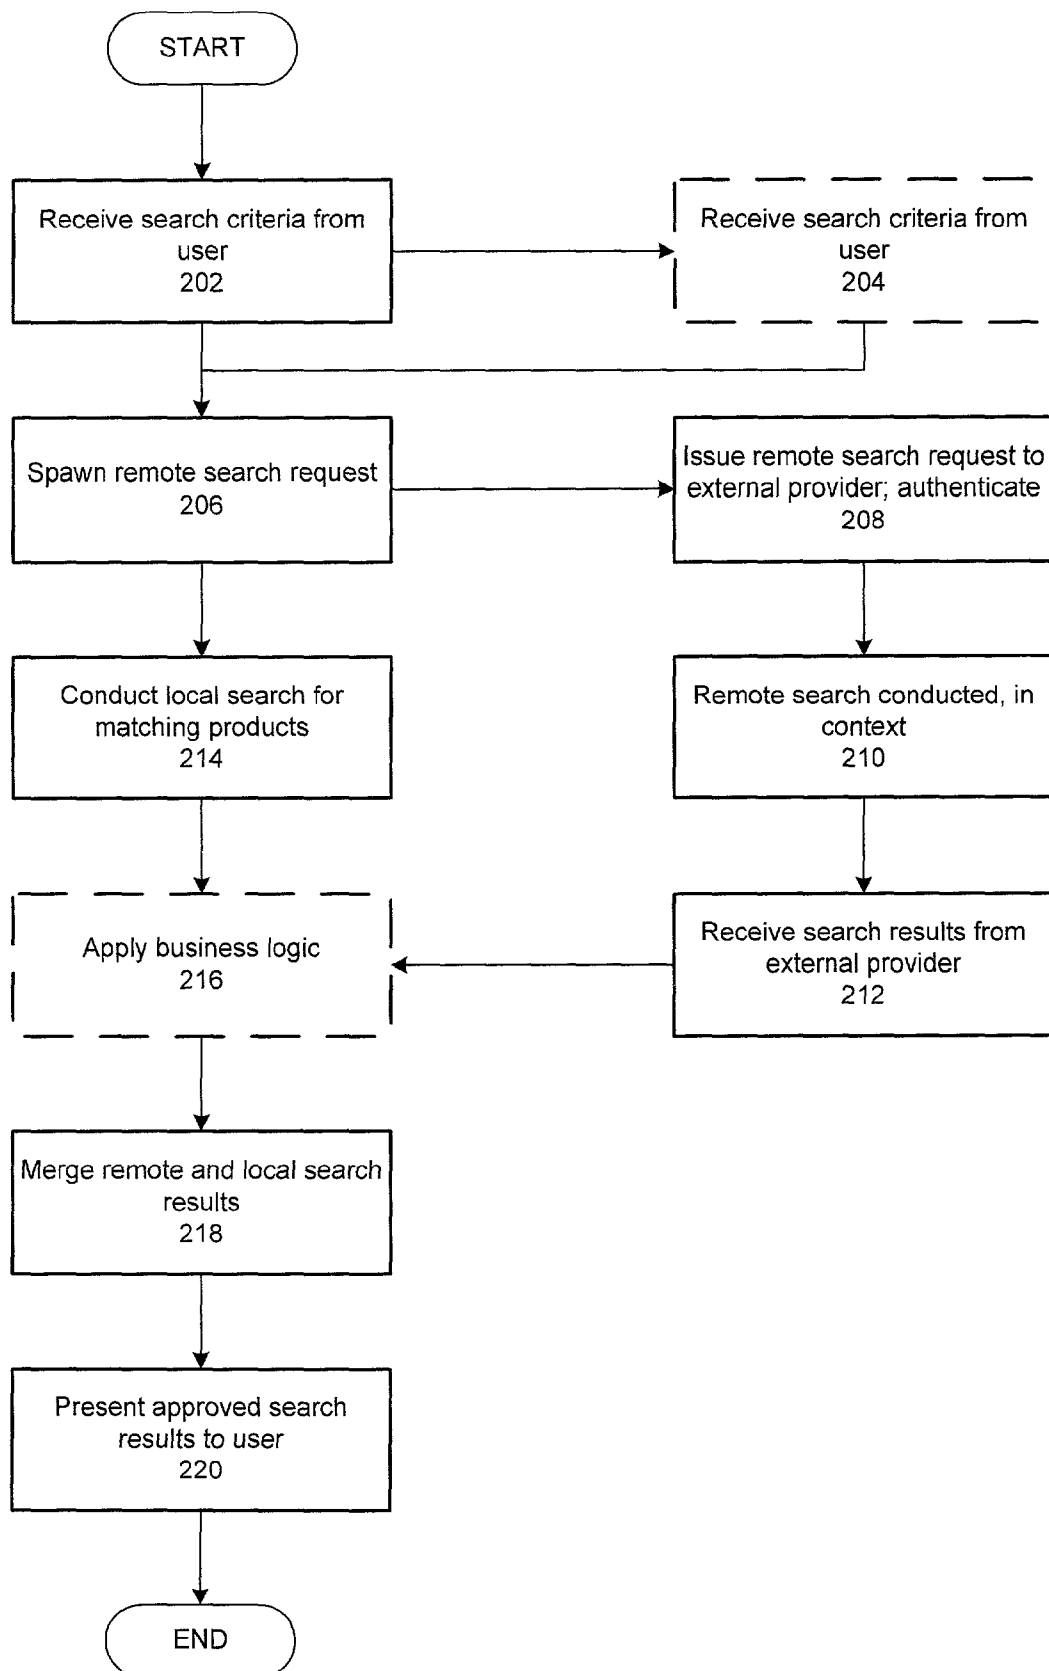 START
Receive search criteria from
user
202
Receive search criteria from
user
204
Spawn remote search request
206
Issue remote search request to
external provider; authenticate
208
Conduct local search for
matching products
214
Remote search conducted, in
context
210
Apply business logic
216
Receive search results from
external provider
212
Merge remote and local search
results
218
Present approved search
results to user
220
END